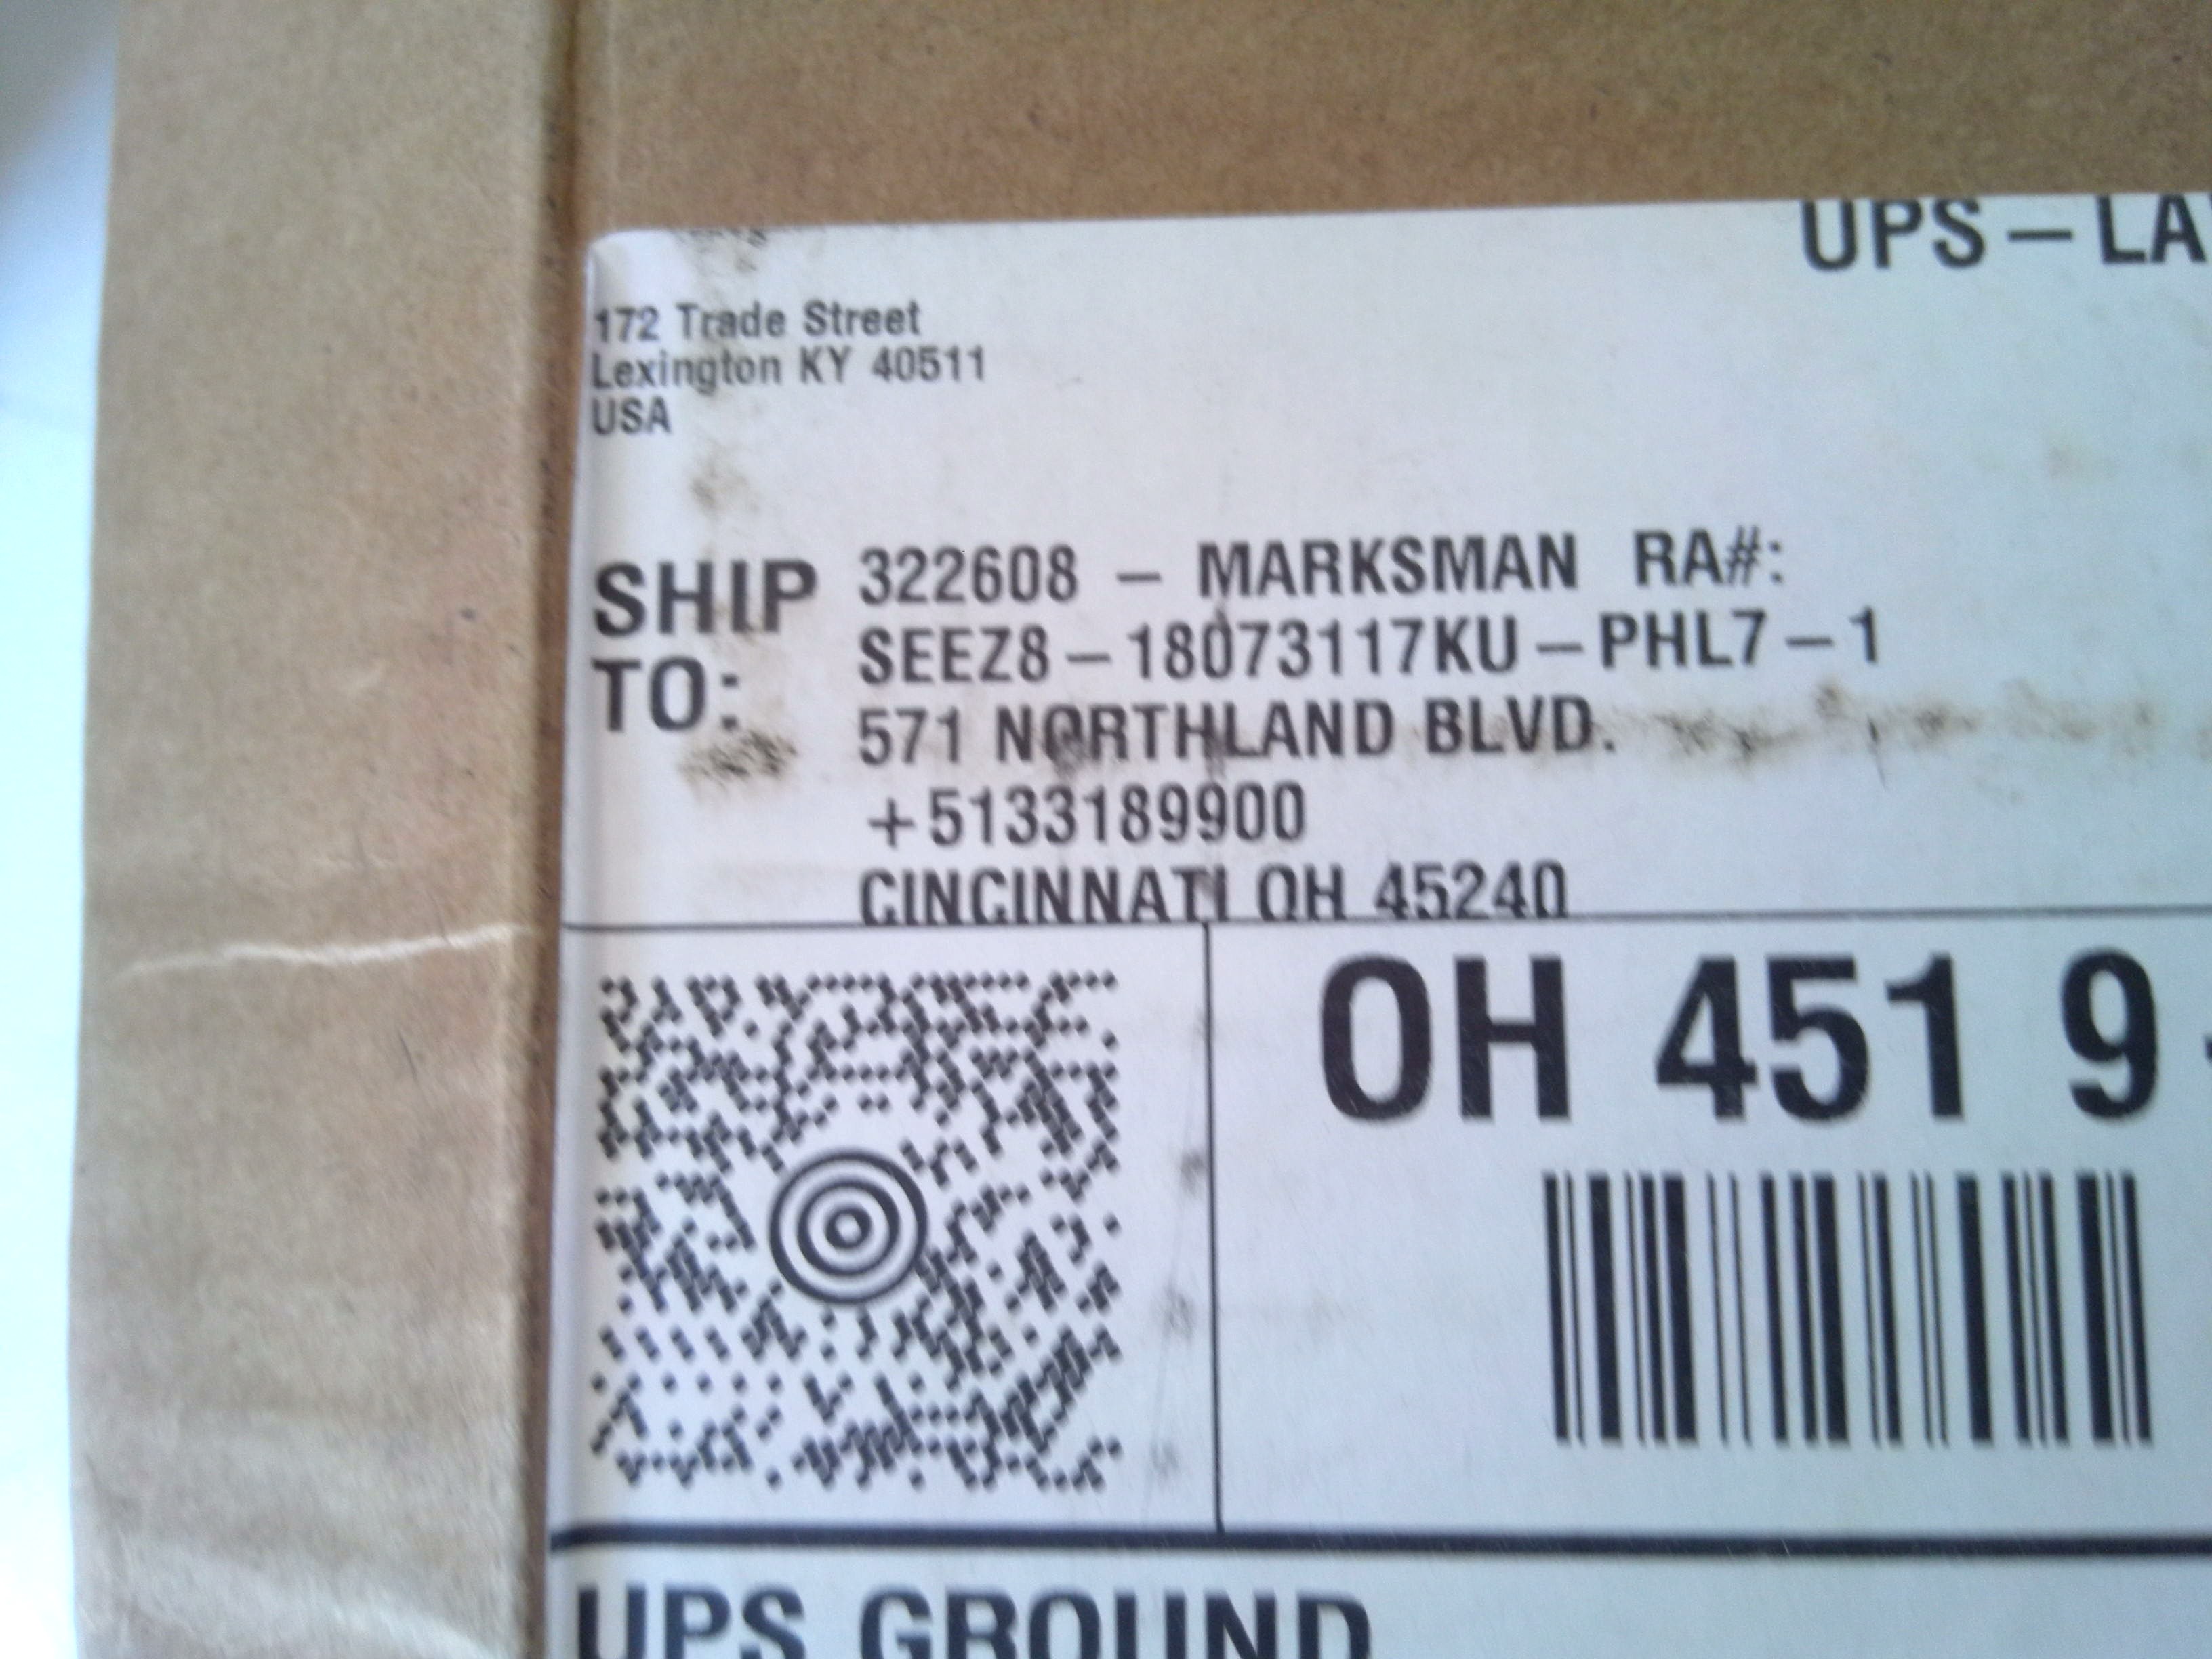 UPS-LA
172 Trade Street
Lexington KY 40511
USA
SHIP TO:
322608 - MARKSMAN RA#:
SEEZ8-18073117KU-PHL7-1
571 NORTHLAND BLVD.
+5133189900
CINCINNATI OH 45240
OH 451 9
UPS GROUND